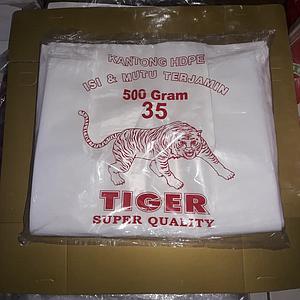 KANTONG HDPE
ISI & MUTU TERJAMIN
500 Gram
35
TIGER
SUPER QUALITY